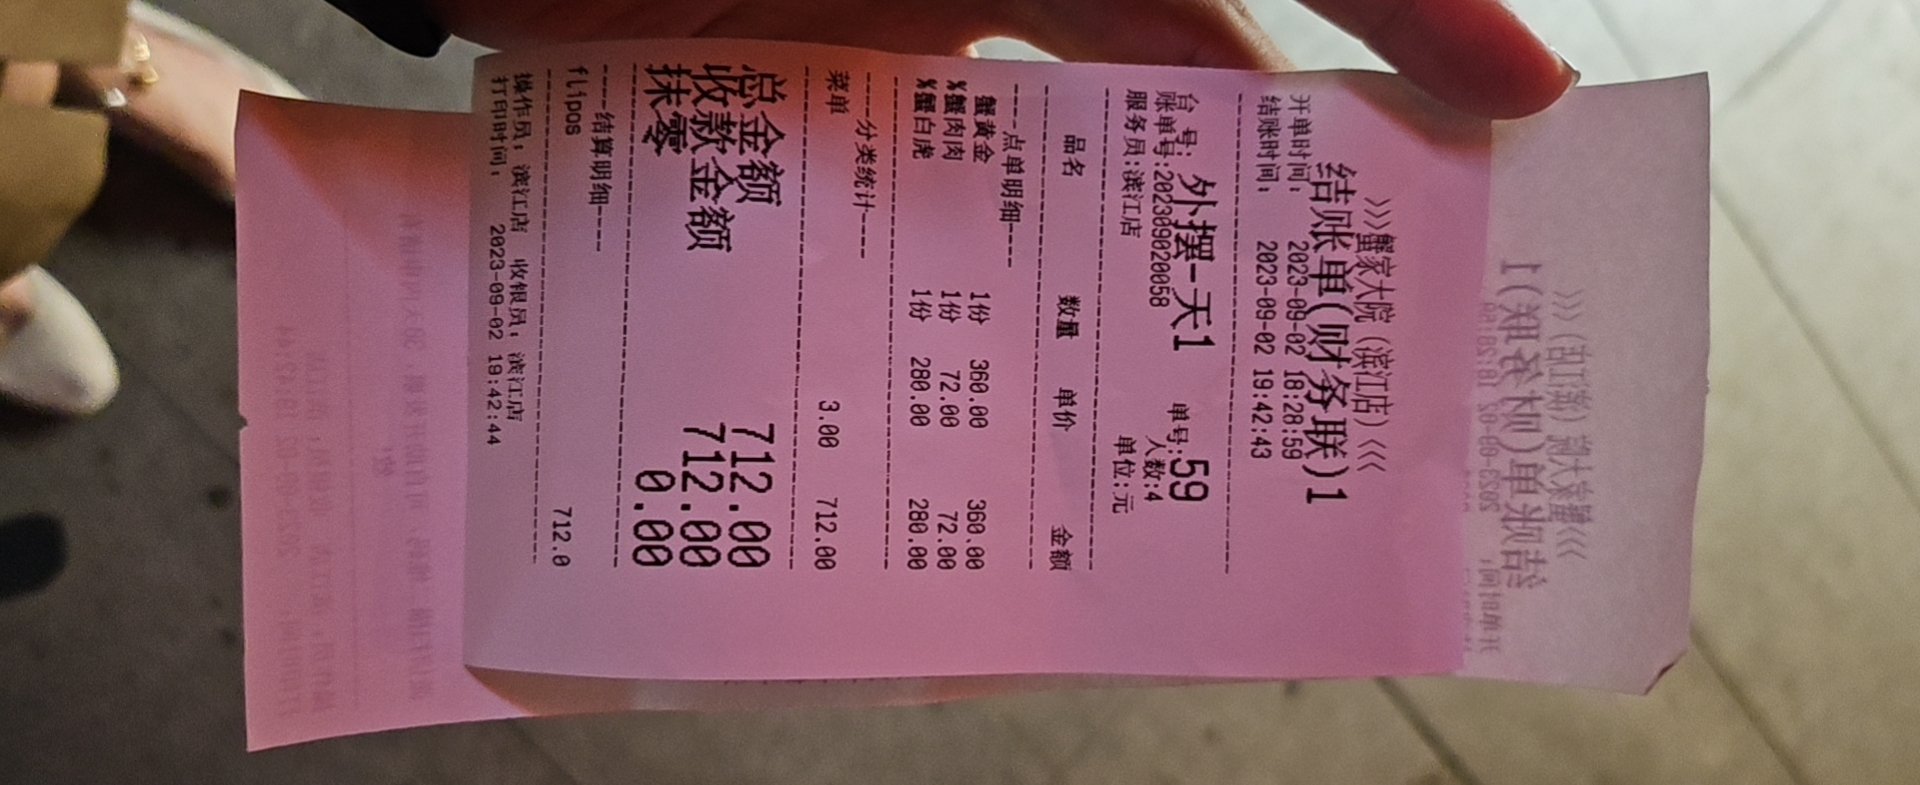 >>>蟹家大院(滨江店)<<<
结账单(财务联)1
开单时间: 2023-09-02 18:28:59
结账时间: 2023-09-02 19:42:43
台 号: 外摆-天1 单号:59
账单号:202309020058 人数:4
服务员:滨江店 单位:元
品名 数量 单价 金额
----点单明细----
蟹黄金 1份 360.00 360.00
%蟹肉肉 1份 72.00 72.00
%蟹白虎 1份 280.00 280.00
----分类统计----
菜单 3.00 712.00
总金额 712.00
收款金额 712.00
抹零 0.00
----结算明细----
flipos 712.0
操作员: 滨江店 收银员: 滨江店
打印时间: 2023-09-02 19:42:44